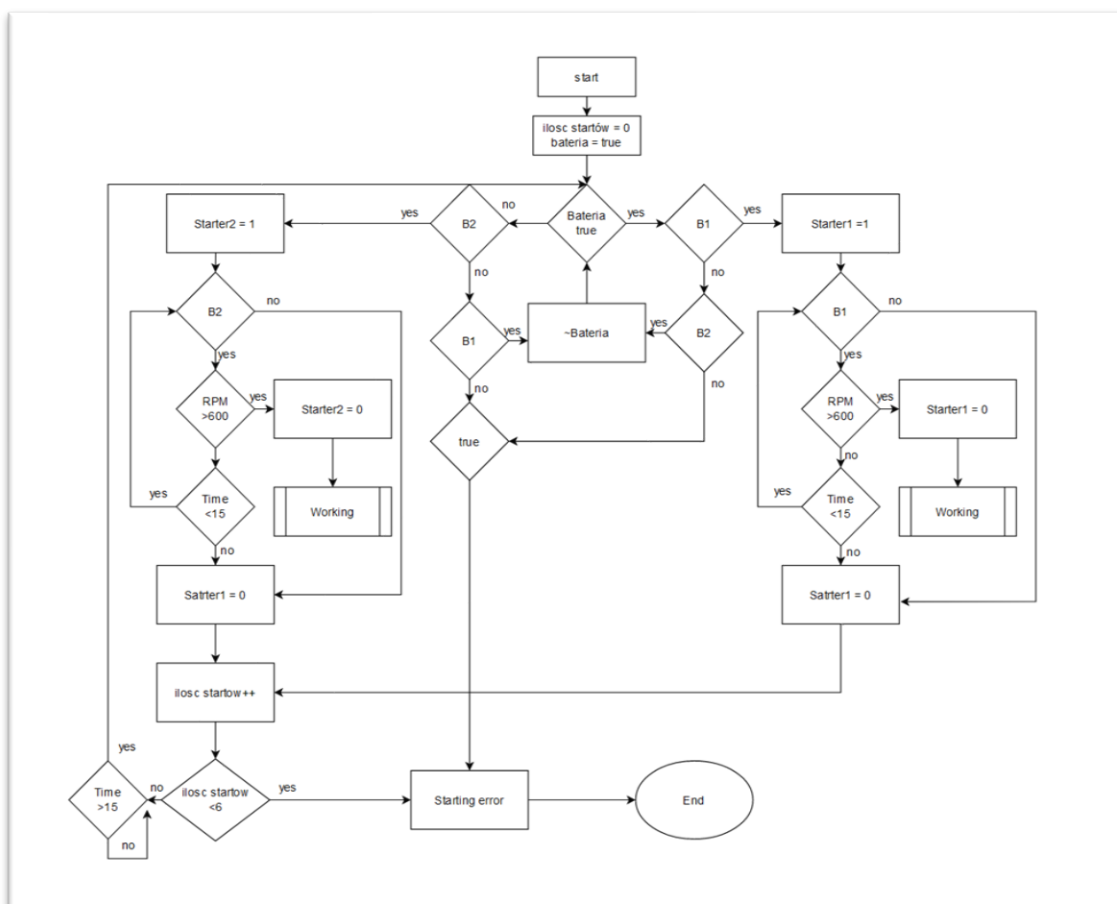 start
ilosc startów = 0
bateria = true
Starter2 = 1
yes
B2
no
Bateria
true
yes
B1
yes
Starter1 =1
no
no
B2
no
B1
yes
~Bateria
yes
B2
B1
no
yes
no
no
yes
RPM
>600
yes
Starter2 = 0
true
RPM
>600
yes
Starter1 = 0
no
yes
Time
<15
Working
yes
Time
<15
Working
no
no
Satrter1 = 0
Satrter1 = 0
ilosc startow++
yes
Time
>15
no
ilosc startow
<6
yes
Starting error
End
no